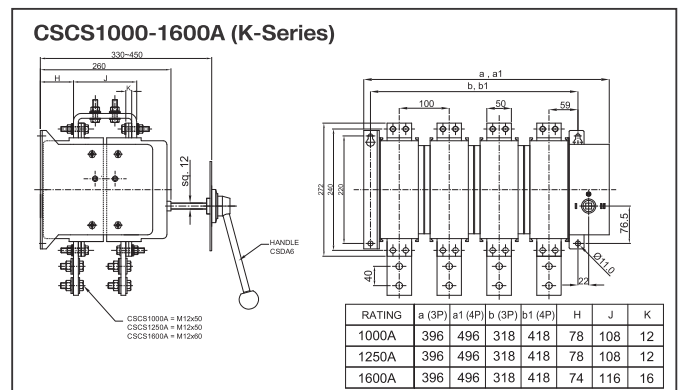 CSCS1000-1600A (K-Series)
330~450
260
H
J
K
sq. 12
HANDLE
CSDA6
CSCS1000A = M12x50
CSCS1250A = M12x50
CSCS1600A = M12x60
a , a1
b, b1
100
50
59
272
240
220
40
I
II
76.5
Ø11.0
22
RATING a (3P) a1 (4P) b (3P) b1 (4P) H J K
1000A 396 496 318 418 78 108 12
1250A 396 496 318 418 78 108 12
1600A 396 496 318 418 74 116 16